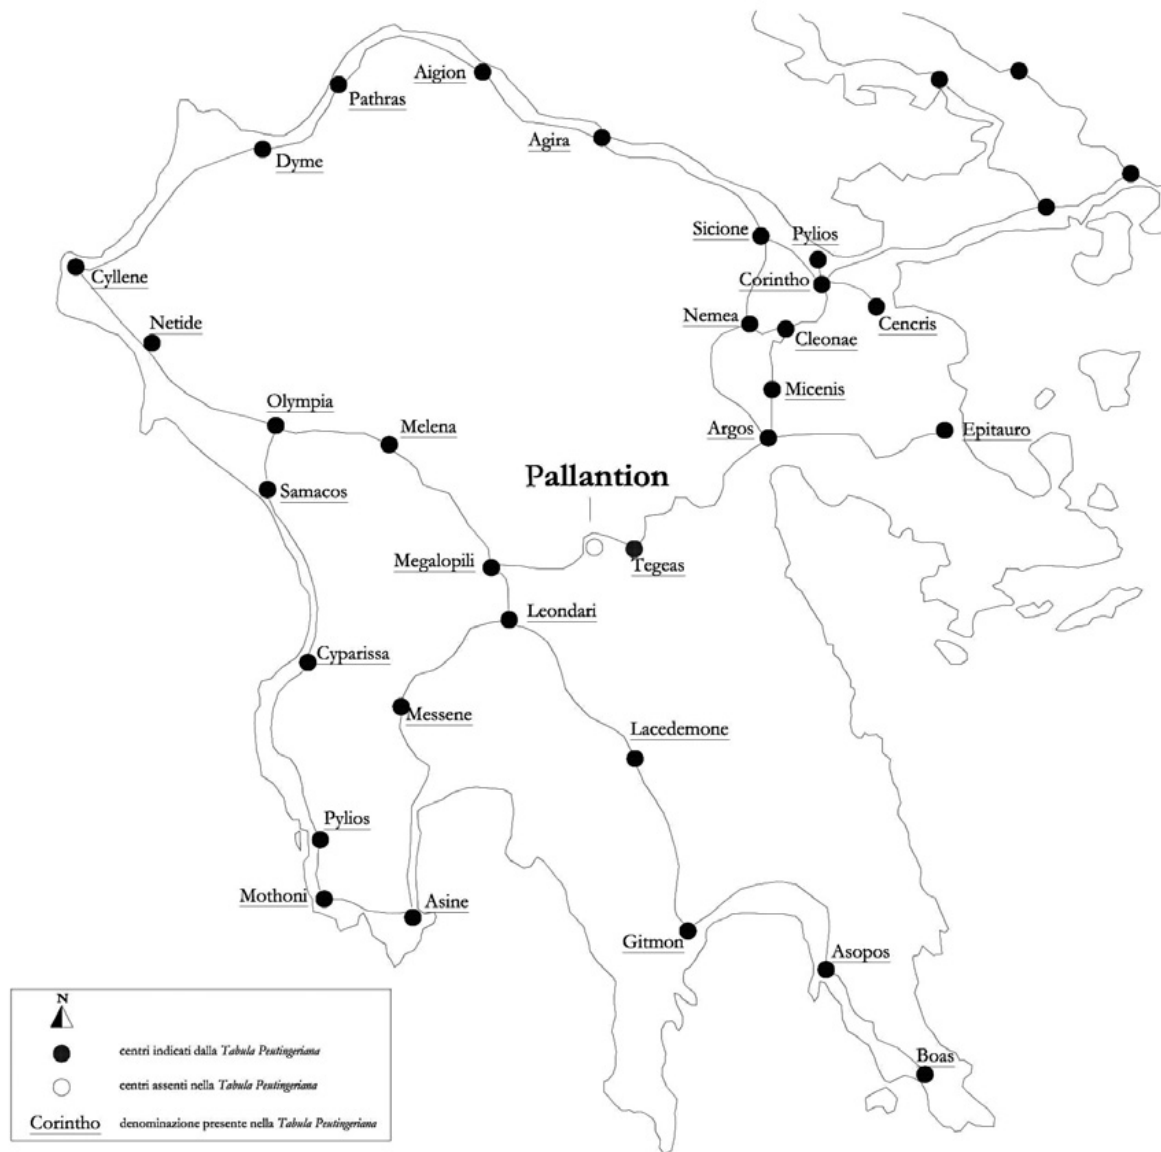 Aigion
Pathras
Agira
Dyme
Sicione
Pylios
Cyllene
Corintho
Netide
Nemea
Cencris
Cleonae
Micenis
Olympia
Melena
Argos
Epitauro
Pallantion
Samacos
Megalopili
Tegeas
Leondari
Cyparissa
Messene
Lacedemone
Pylios
Mothoni
Asine
Gitmon
Asopos
Boas
N
centri indicati dalla Tabula Peutingeriana
centri assenti nella Tabula Peutingeriana
Corintho denominazione presente nella Tabula Peutingeriana